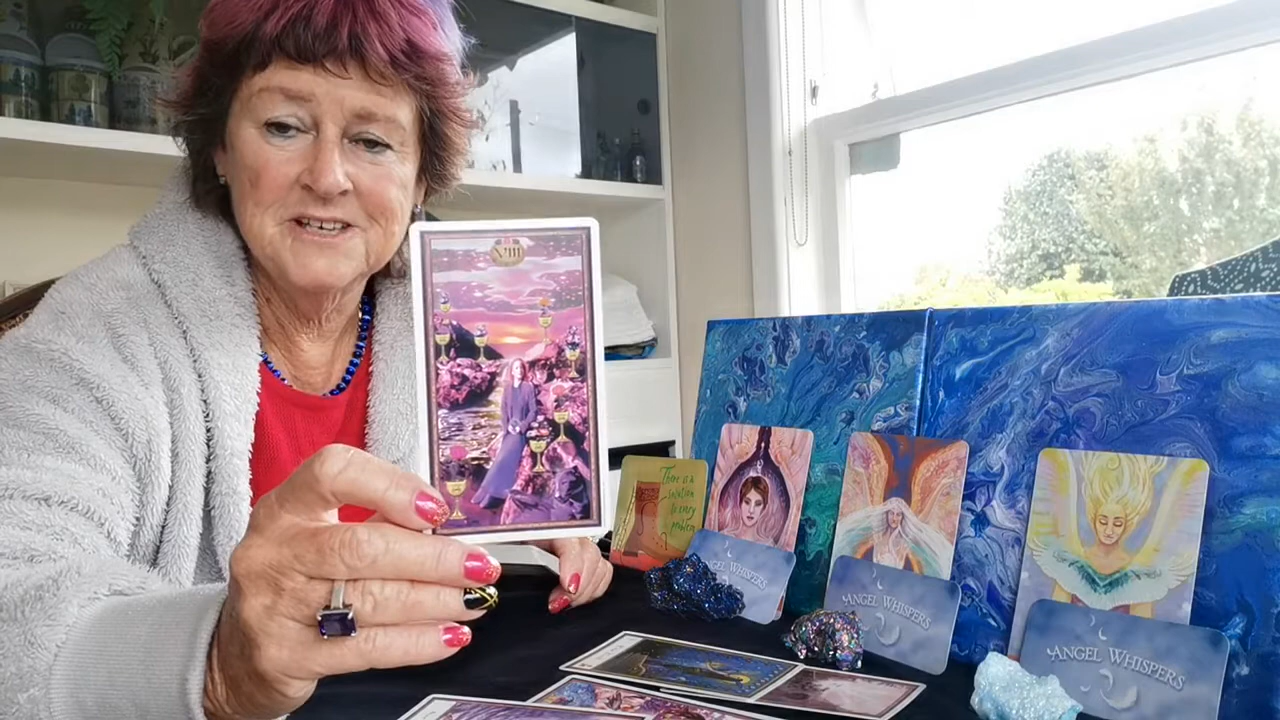 VIII
There is a
solution
to every
problem
ANGEL WHISPERS
ANGEL WHISPERS
ANGEL WHISPERS